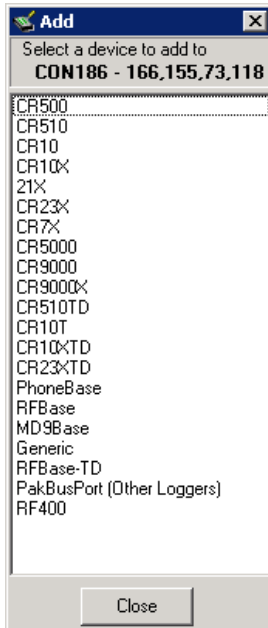 Add
Select a device to add to
CON186 - 166,155,73,118
CR500
CR510
CR10
CR10X
21X
CR23X
CR7X
CR5000
CR9000
CR9000X
CR510TD
CR10T
CR10XTD
CR23XTD
PhoneBase
RFBase
MD9Base
Generic
RFBase-TD
PakBusPort (Other Loggers)
RF400
Close